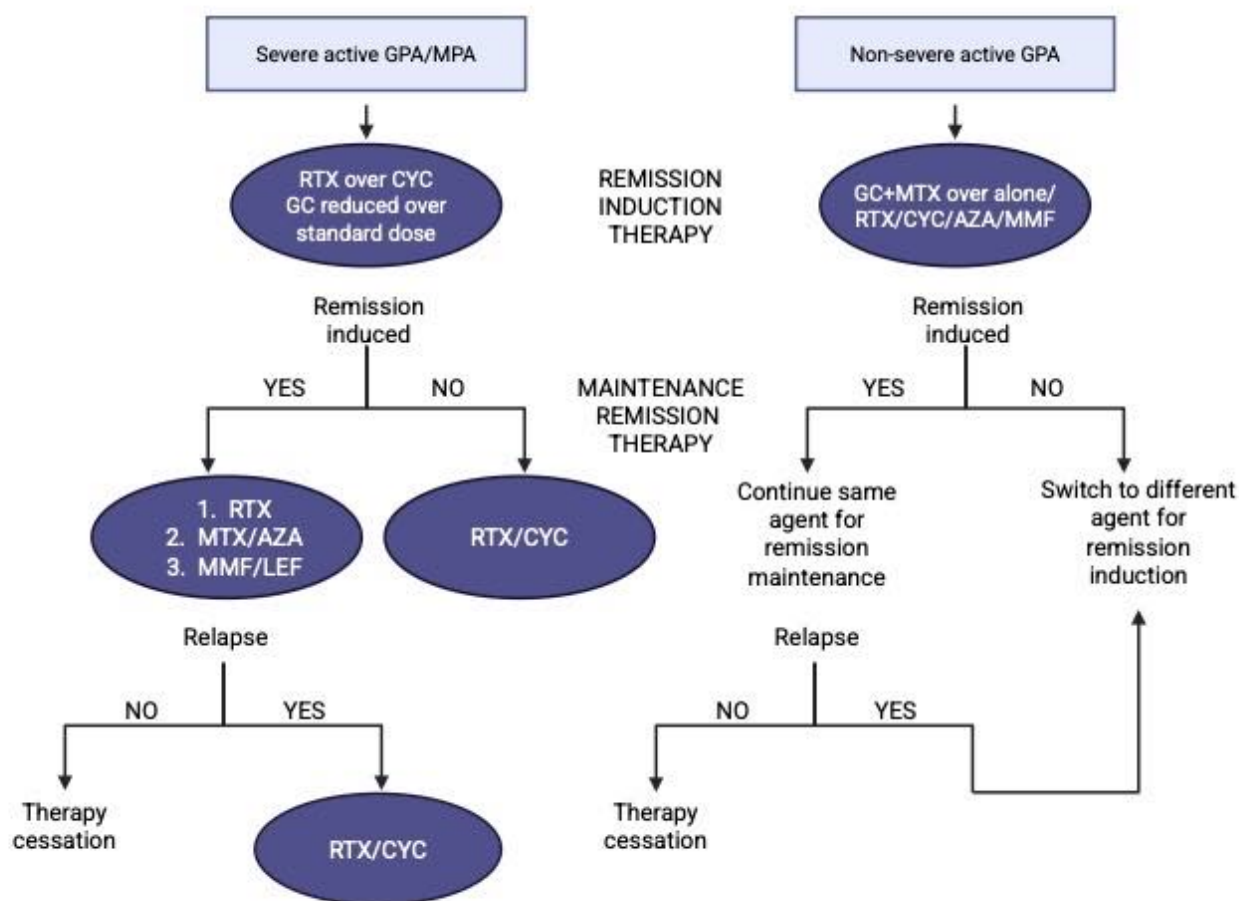 Severe active GPA/MPA
Non-severe active GPA
RTX over CYC
GC reduced over
standard dose
REMISSION
INDUCTION
THERAPY
GC+MTX over alone/
RTX/CYC/AZA/MMF
Remission
induced
Remission
induced
YES
NO
MAINTENANCE
REMISSION
THERAPY
YES
NO
1. RTX
2. MTX/AZA
3. MMF/LEF
RTX/CYC
Continue same
agent for
remission
maintenance
Switch to different
agent for
remission
induction
Relapse
Relapse
NO
YES
NO
YES
Therapy
cessation
RTX/CYC
Therapy
cessation